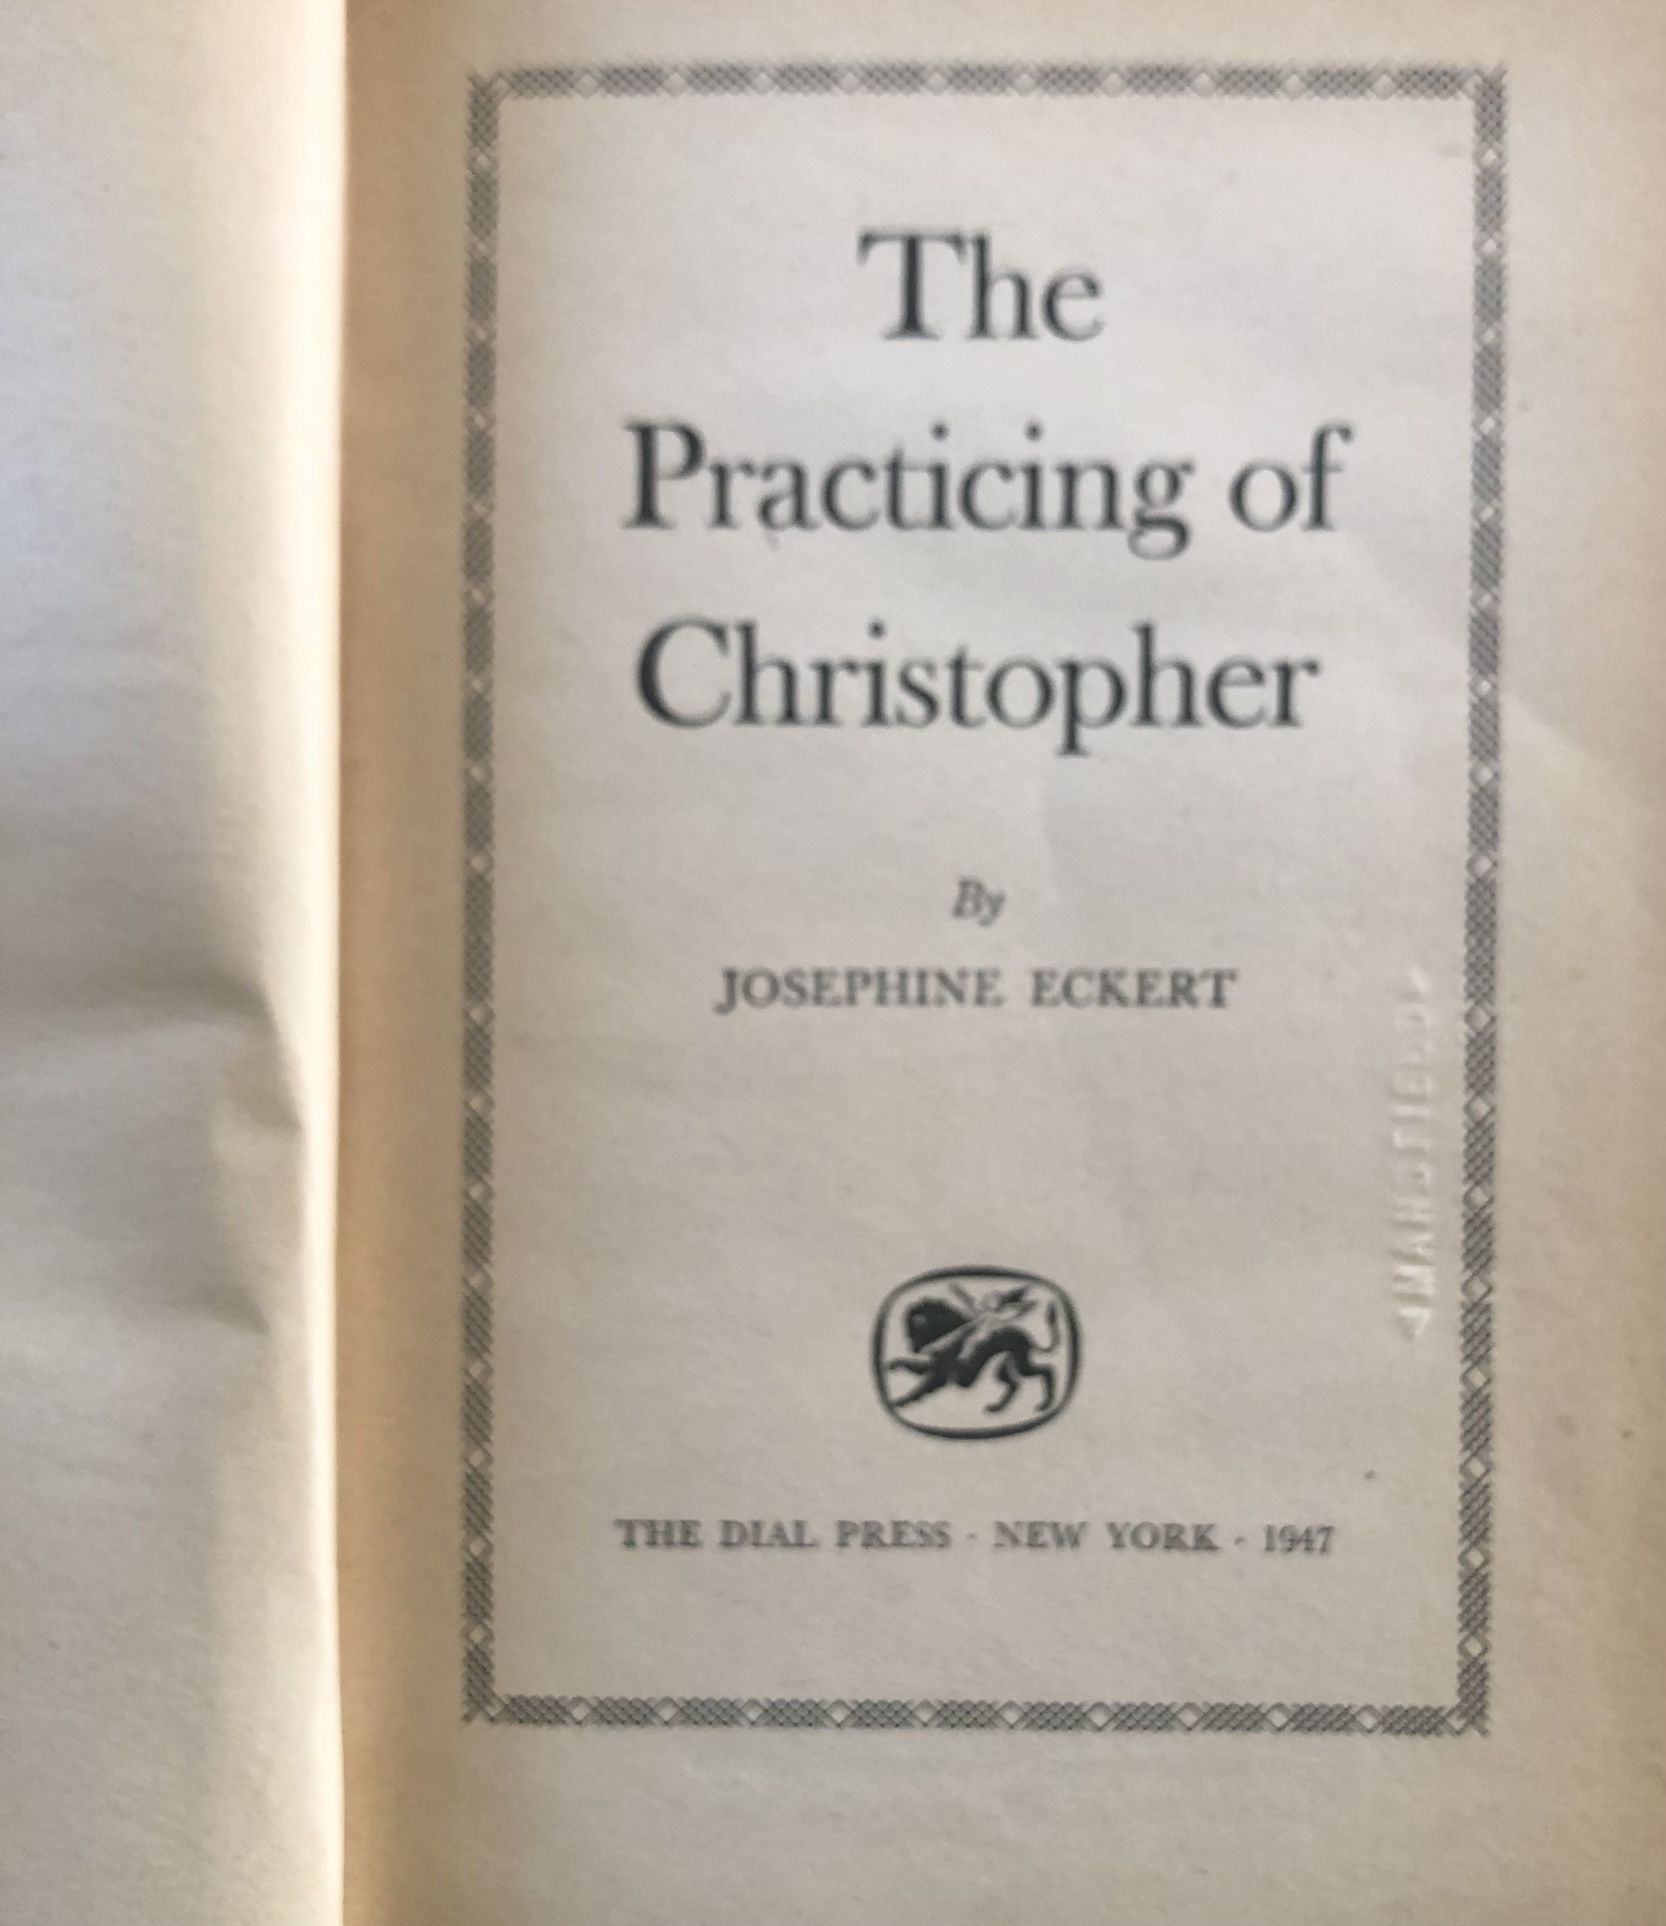 The
Practicing of
Christopher
By
JOSEPHINE ECKERT
THE DIAL PRESS · NEW YORK · 1947